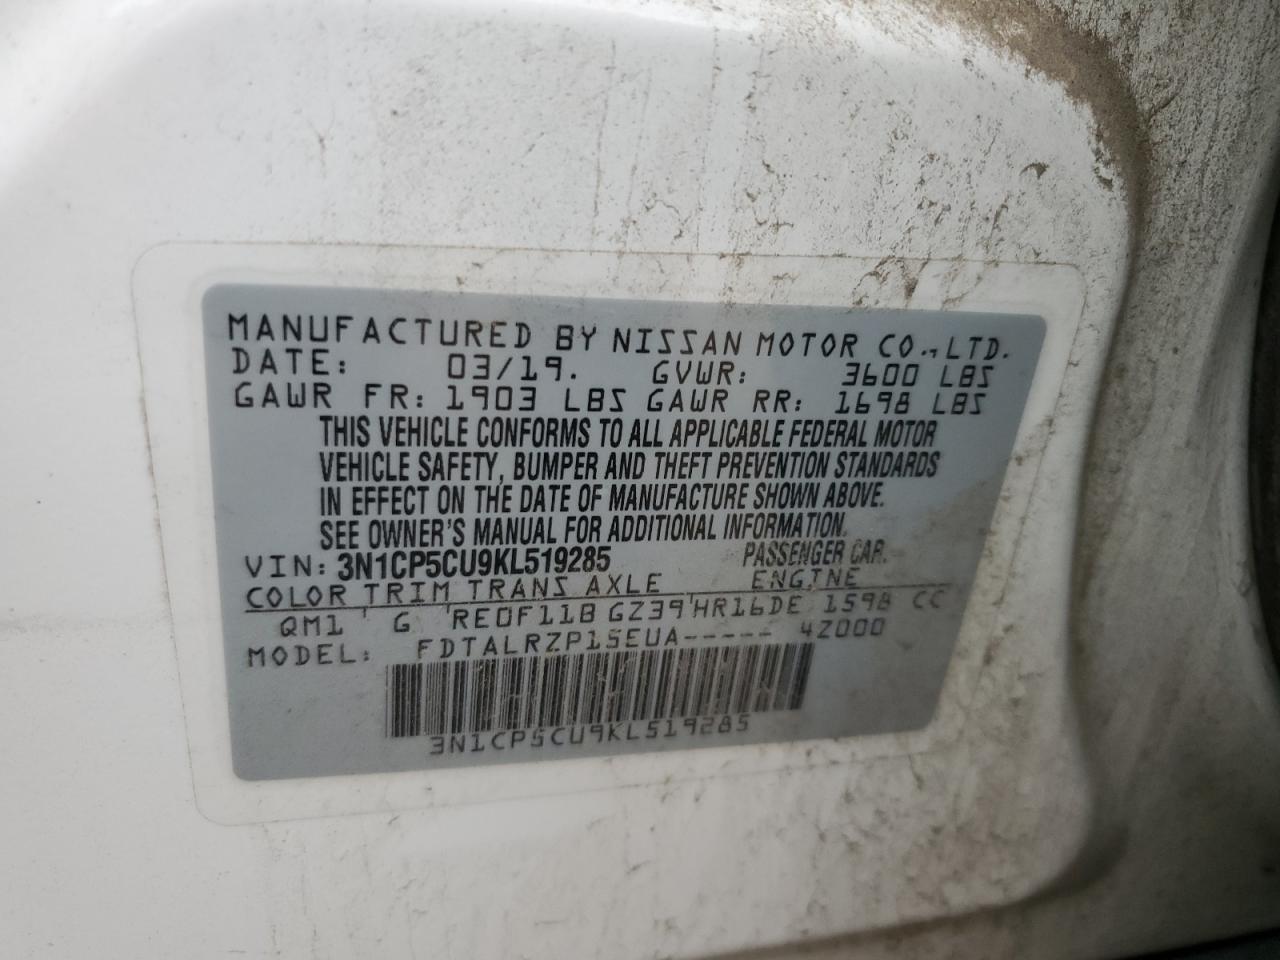 MANUFACTURED BY NISSAN MOTOR CO., LTD.
DATE: 03/19. GVWR: 3600 LBS
GAWR FR: 1903 LBS GAWR RR: 1698 LBS
THIS VEHICLE CONFORMS TO ALL APPLICABLE FEDERAL MOTOR
VEHICLE SAFETY, BUMPER AND THEFT PREVENTION STANDARDS
IN EFFECT ON THE DATE OF MANUFACTURE SHOWN ABOVE.
SEE OWNER'S MANUAL FOR ADDITIONAL INFORMATION.
VIN: 3N1CP5CU9KL519285 PASSENGER CAR.
COLOR TRIM TRANS AXLE ENGINE
QM1 G RE0F11B GZ39 HR16DE 1598 CC
MODEL: FDTALRZP15EUA----- 4Z000
3N1CP5CU9KL519285